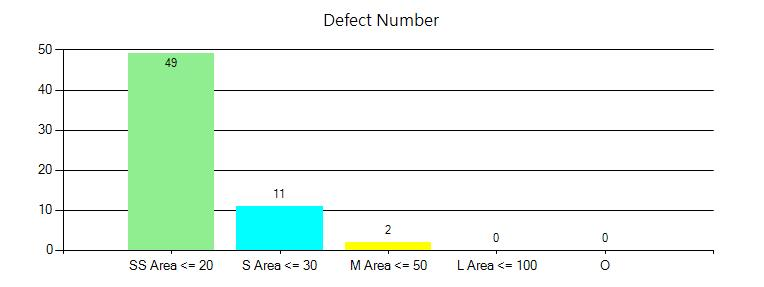 Defect Number
50
49
40
30
20
11
10
2
0
0
0
SS Area <= 20
S Area <= 30
M Area <= 50
L Area <= 100
O